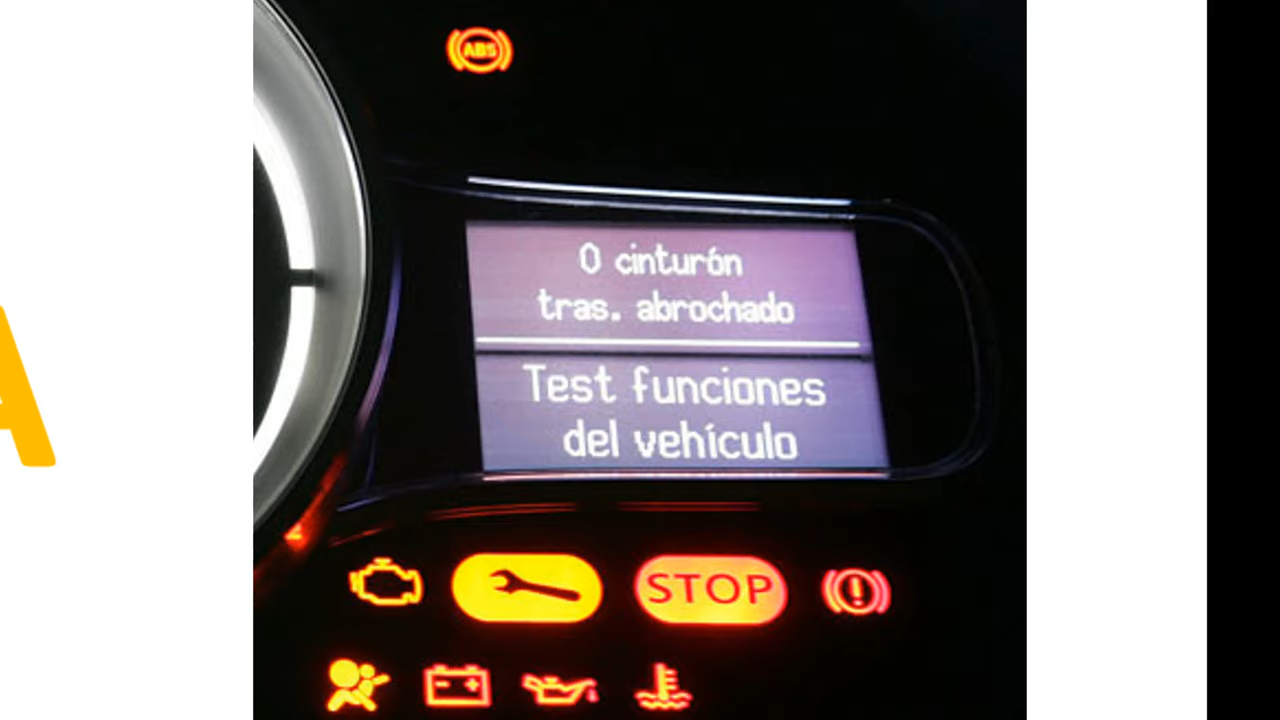 ABS
0 cinturón
tras. abrochado
Test funciones
del vehículo
STOP
A